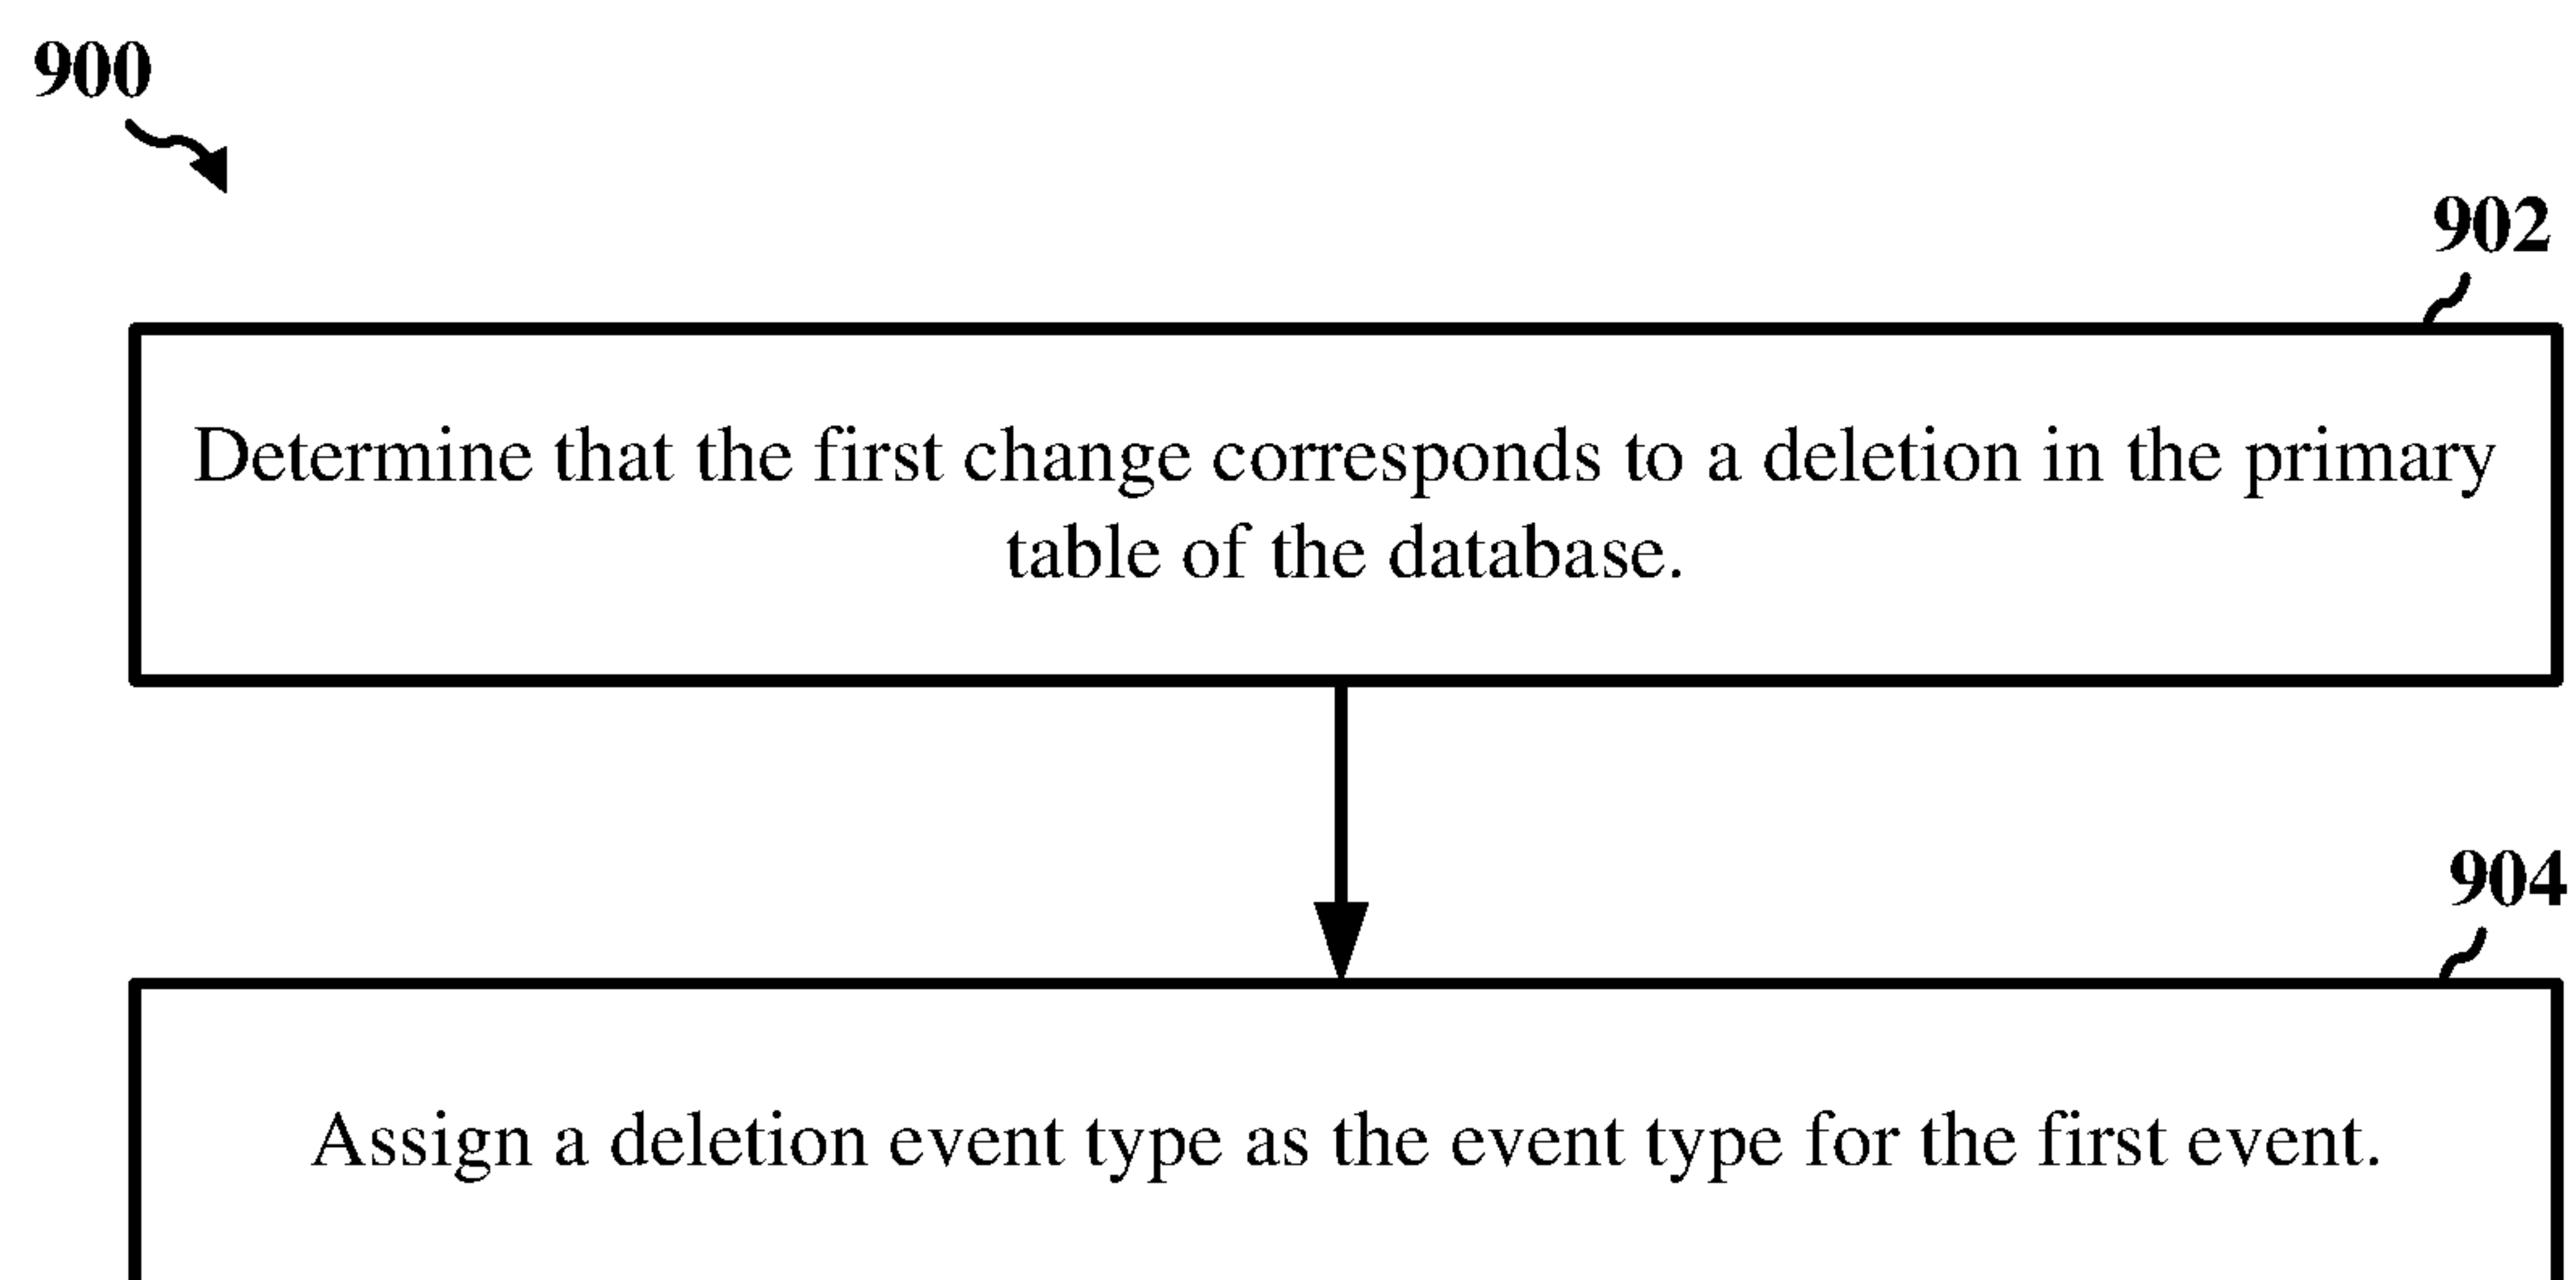 900
902
Determine that the first change corresponds to a deletion in the primary
table of the database.
904
Assign a deletion event type as the event type for the first event.